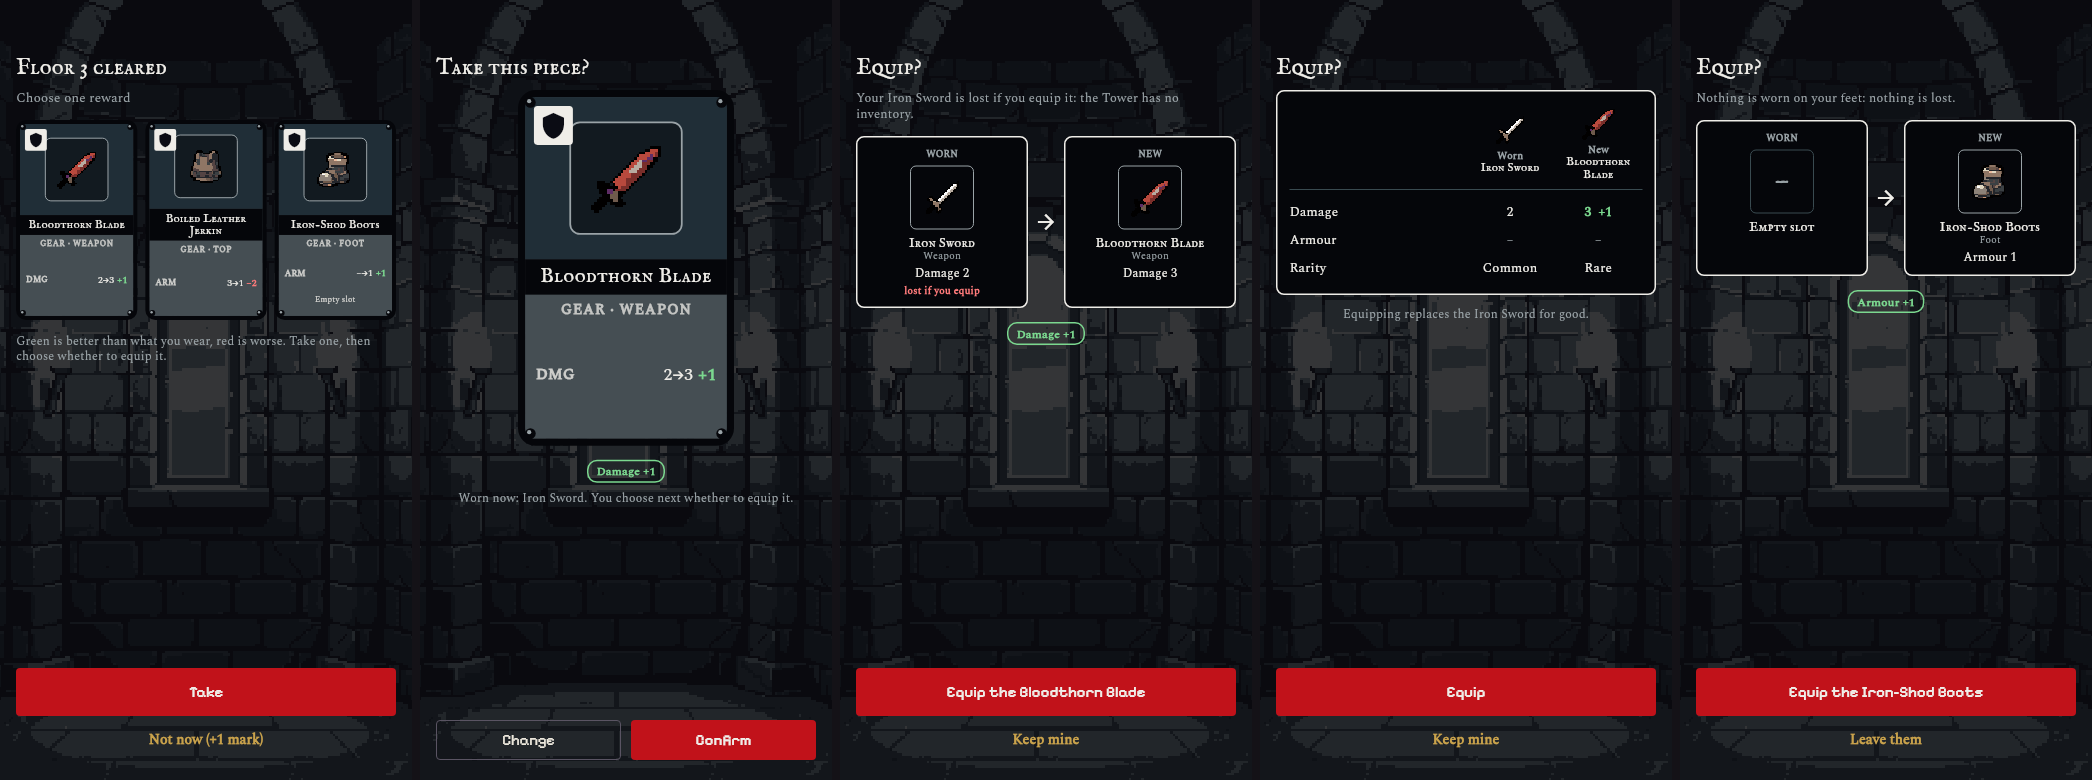 Floor 3 cleared
Choose one reward
Bloodthorn Blade
GEAR · WEAPON
DMG 2→3 +1
Boiled Leather
Jerkin
GEAR · TOP
ARM 3→1 −2
Iron-Shod Boots
GEAR · FOOT
ARM —→1 +1
Empty slot
Green is better than what you wear, red is worse. Take one, then
choose whether to equip it.
Take
Not now (+1 mark)
Take this piece?
Bloodthorn Blade
GEAR · WEAPON
DMG 2→3 +1
Damage +1
Worn now: Iron Sword. You choose next whether to equip it.
Change
Confirm
Equip?
Your Iron Sword is lost if you equip it: the Tower has no
inventory.
WORN
Iron Sword
Weapon
Damage 2
lost if you equip
→
NEW
Bloodthorn Blade
Weapon
Damage 3
Damage +1
Equip the Bloodthorn Blade
Keep mine
Equip?
Worn
Iron Sword
New
Bloodthorn
Blade
Damage 2 3 +1
Armour – –
Rarity Common Rare
Equipping replaces the Iron Sword for good.
Equip
Keep mine
Equip?
Nothing is worn on your feet: nothing is lost.
WORN
—
Empty slot
→
NEW
Iron-Shod Boots
Foot
Armour 1
Armour +1
Equip the Iron-Shod Boots
Leave them